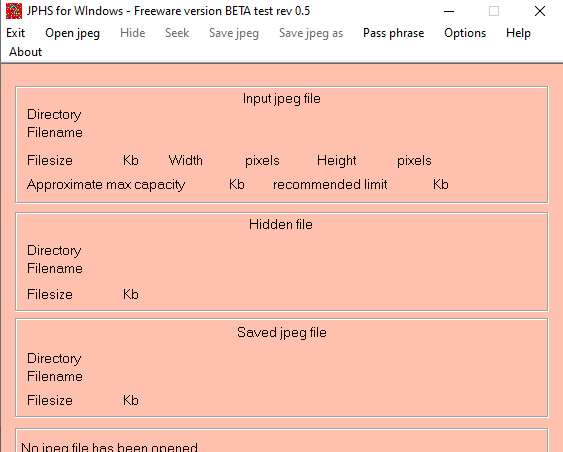 JPHS for WIndows - Freeware version BETA test rev 0.5
Exit Open jpeg Hide Seek Save jpeg Save jpeg as Pass phrase Options Help
About
Input jpeg file
Directory
Filename
Filesize Kb Width pixels Height pixels
Approximate max capacity Kb recommended limit Kb
Hidden file
Directory
Filename
Filesize Kb
Saved jpeg file
Directory
Filename
Filesize Kb
No jpeg file has been opened